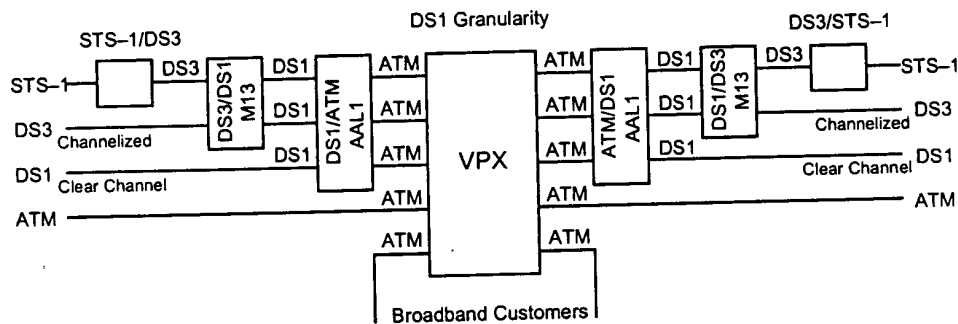 DS1 Granularity
STS–1/DS3
DS3/STS–1
STS–1
DS3
DS3/DS1
M13
DS1
DS1/ATM
AAL1
ATM
VPX
ATM
ATM/DS1
AAL1
DS1
DS1/DS3
M13
DS3
STS–1
DS3
Channelized
DS1
ATM
ATM
DS1
Channelized
DS3
DS1
Clear Channel
DS1
ATM
ATM
DS1
Clear Channel
DS1
ATM
ATM
ATM
ATM
ATM
ATM
Broadband Customers